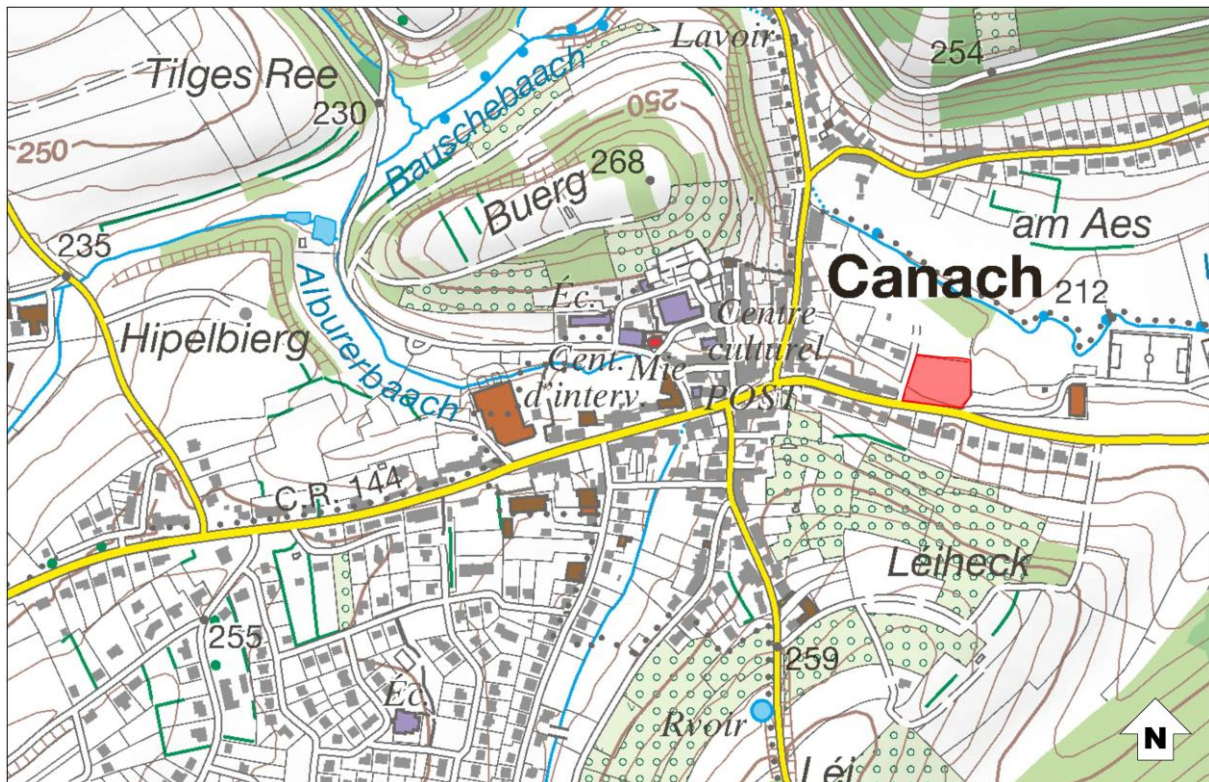 Lavoir
254
Tilges Ree
230
250
Bauschebaach
250
268
Buerg
am Aes
235
Canach
212
Alburerbaach
Éc.
Centre
culturel
Hipelbierg
Cent.
d'interv.
Mie
POST
C.R. 144
Léiheck
255
259
Éc.
Rvoir
Léi
N